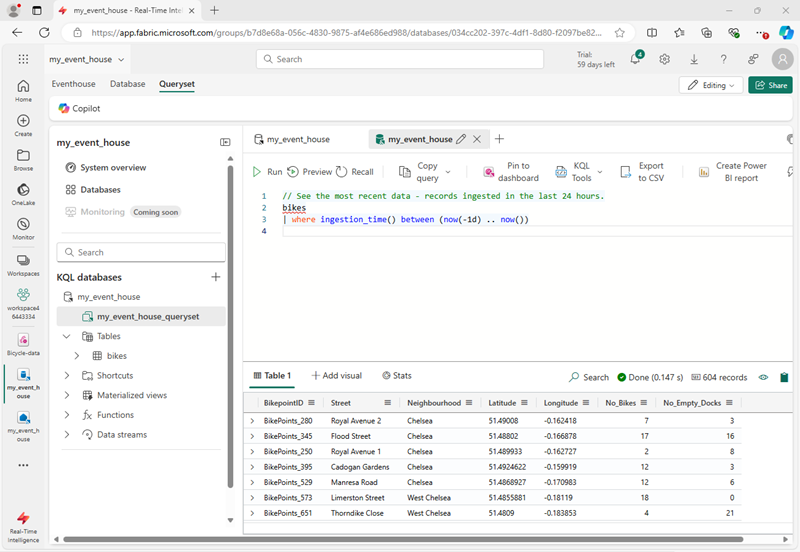 my_event_house - Real-Time Intelli
https://app.fabric.microsoft.com/groups/b7d8e68a-056c-4830-9875-af4e686ed988/databases/034cc202-397c-4df1-8d80-f2097be82...
my_event_house
Search
Trial:
59 days left
4
Home
Create
Browse
OneLake
Monitor
Workspaces
workspace4
6443334
Bicycle-data
my_event_h
ouse
my_event_h
ouse
Real-Time
Intelligence
Eventhouse
Database
Queryset
Editing
Share
Copilot
my_event_house
System overview
Databases
Monitoring
Coming soon
Search
KQL databases
my_event_house
my_event_house_queryset
Tables
bikes
Shortcuts
Materialized views
Functions
Data streams
my_event_house
my_event_house
Run
Preview
Recall
Copy
query
Pin to
dashboard
KQL
Tools
Export
to CSV
Create Power
BI report
1 // See the most recent data - records ingested in the last 24 hours.
2 bikes
3 | where ingestion_time() between (now(-1d) .. now())
4
Table 1
Add visual
Stats
Search
Done (0.147 s)
604 records
BikepointID Street Neighbourhood Latitude Longitude No_Bikes No_Empty_Docks
BikePoints_280 Royal Avenue 2 Chelsea 51.49008 -0.162418 7 3
BikePoints_345 Flood Street Chelsea 51.48802 -0.166878 17 16
BikePoints_250 Royal Avenue 1 Chelsea 51.489933 -0.162727 2 8
BikePoints_395 Cadogan Gardens Chelsea 51.4924622 -0.159919 12 3
BikePoints_529 Manresa Road Chelsea 51.4868927 -0.170983 12 6
BikePoints_573 Limerston Street West Chelsea 51.4855881 -0.18119 18 0
BikePoints_651 Thorndike Close West Chelsea 51.4809 -0.183853 4 21